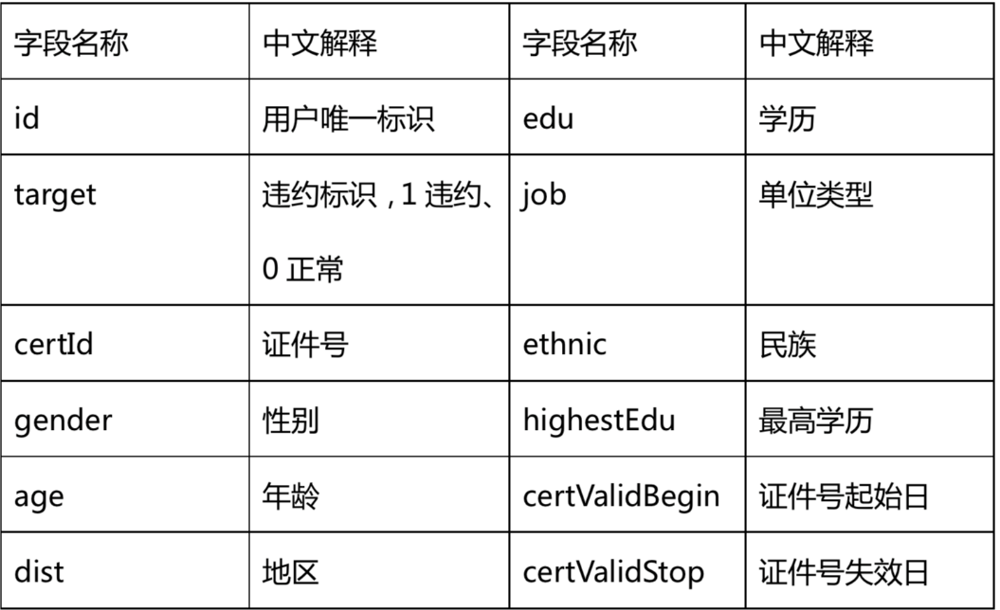 字段名称 中文解释 字段名称 中文解释
id 用户唯一标识 edu 学历
target 违约标识，1 违约、 job 单位类型
0 正常
certId 证件号 ethnic 民族
gender 性别 highestEdu 最高学历
age 年龄 certValidBegin 证件号起始日
dist 地区 certValidStop 证件号失效日